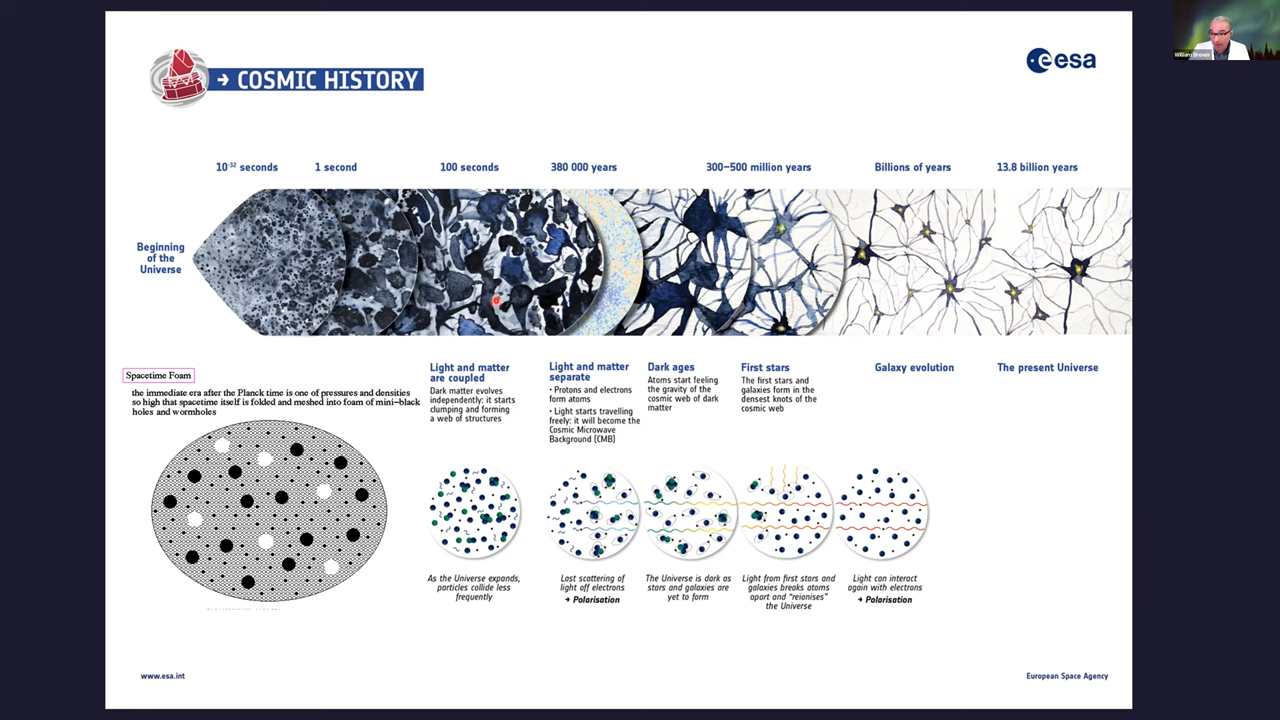 William Brown
→ COSMIC HISTORY
esa
10⁻³² seconds
1 second
100 seconds
380 000 years
300–500 million years
Billions of years
13.8 billion years
Beginning
of the
Universe
Spacetime Foam
the immediate era after the Planck time is one of pressures and densities
so high that spacetime itself is folded and meshed into foam of mini-black
holes and wormholes
Light and matter
are coupled
Dark matter evolves
independently: it starts
clumping and forming
a web of structures
Light and matter
separate
• Protons and electrons
form atoms
• Light starts travelling
freely: it will become the
Cosmic Microwave
Background (CMB)
Dark ages
Atoms start feeling
the gravity of the
cosmic web of dark
matter
First stars
The first stars and
galaxies form in the
densest knots of the
cosmic web
Galaxy evolution
The present Universe
As the Universe expands,
particles collide less
frequently
Last scattering of
light off electrons
→ Polarisation
The Universe is dark as
stars and galaxies are
yet to form
Light from first stars and
galaxies breaks atoms
apart and “reionises”
the Universe
Light can interact
again with electrons
→ Polarisation
www.esa.int
European Space Agency